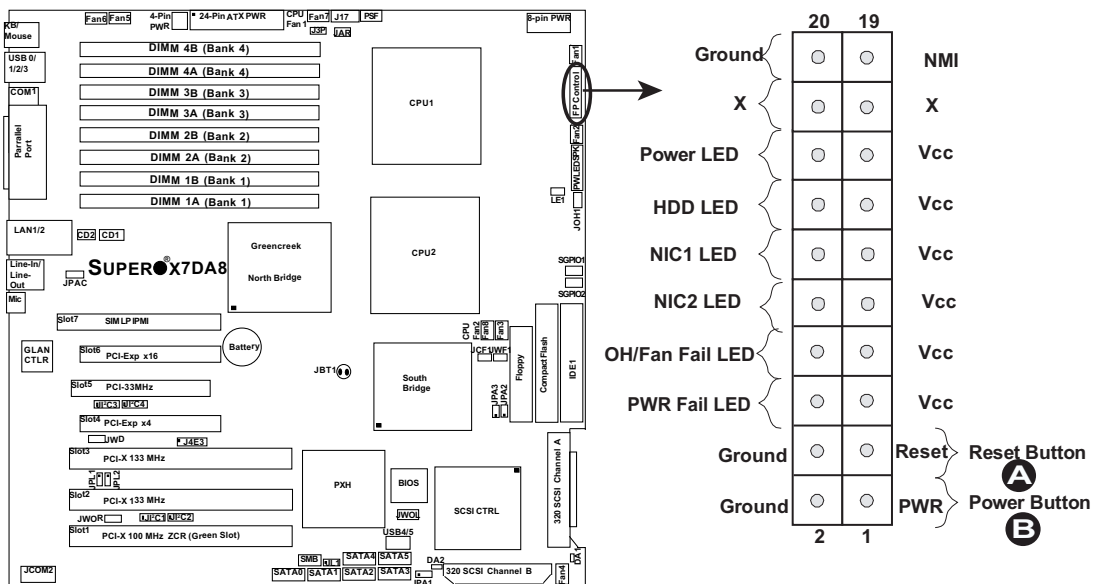 Fan6 Fan5
4-Pin PWR
24-Pin ATX PWR
CPU Fan 1
Fan7
J17
PSF
J3P
JAR
8-pin PWR
KB/ Mouse
USB 0/ 1/2/3
COM1
Parrallel Port
DIMM 4B (Bank 4)
DIMM 4A (Bank 4)
DIMM 3B (Bank 3)
DIMM 3A (Bank 3)
DIMM 2B (Bank 2)
DIMM 2A (Bank 2)
DIMM 1B (Bank 1)
DIMM 1A (Bank 1)
CPU1
CPU2
Fan1
FP Control
Fan2
PWLEDSPK
LE1
JOH1
LAN1/2
CD2 CD1
Line-In/ Line-Out
Mic
JPAC
SUPER ® X7DA8
Greencreek
North Bridge
SGPIO1
SGPIO2
Slot7 SIMLP IPMI
GLAN CTLR
Slot6 PCI-Exp x16
Battery
Slot5 PCI-33MHz
JI²C3 JI²C4
Slot4 PCI-Exp x4
JWD
J4E3
JBT1
South Bridge
CPU Fan2
Fan8
Fan3
JCF1 JWF1
JPA3
JPA2
Floppy
CompactFlash
IDE1
Slot3 PCI-X 133 MHz
JPL1
JPL2
Slot2 PCI-X 133 MHz
JWOR
JI²C1 JI²C2
Slot1 PCI-X 100 MHz ZCR (Green Slot)
PXH
BIOS
JWOL
USB4/5
SCSI CTRL
320 SCSI Channel A
JCOM2
SMB
JL1
SATA4 SATA5
SATA0 SATA1 SATA2 SATA3
DA2
JPA1
320 SCSI Channel B
Fan4
DA1
20 19
Ground NMI
X X
Power LED Vcc
HDD LED Vcc
NIC1 LED Vcc
NIC2 LED Vcc
OH/Fan Fail LED Vcc
PWR Fail LED Vcc
Ground Reset Reset Button
A
Ground PWR Power Button
B
2 1